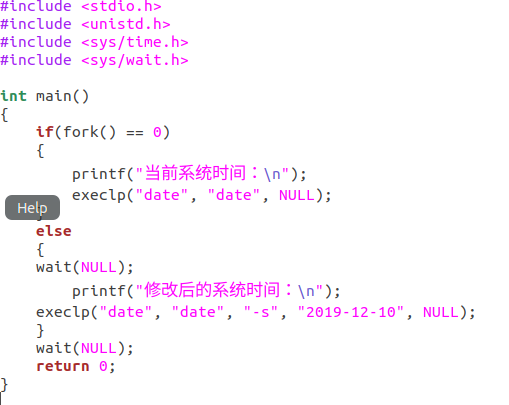 #include <stdio.h>
#include <unistd.h>
#include <sys/time.h>
#include <sys/wait.h>
int main()
{
if(fork() == 0)
{
printf("当前系统时间：\n");
execlp("date", "date", NULL);
Help
else
{
wait(NULL);
printf("修改后的系统时间：\n");
execlp("date", "date", "-s", "2019-12-10", NULL);
}
wait(NULL);
return 0;
}